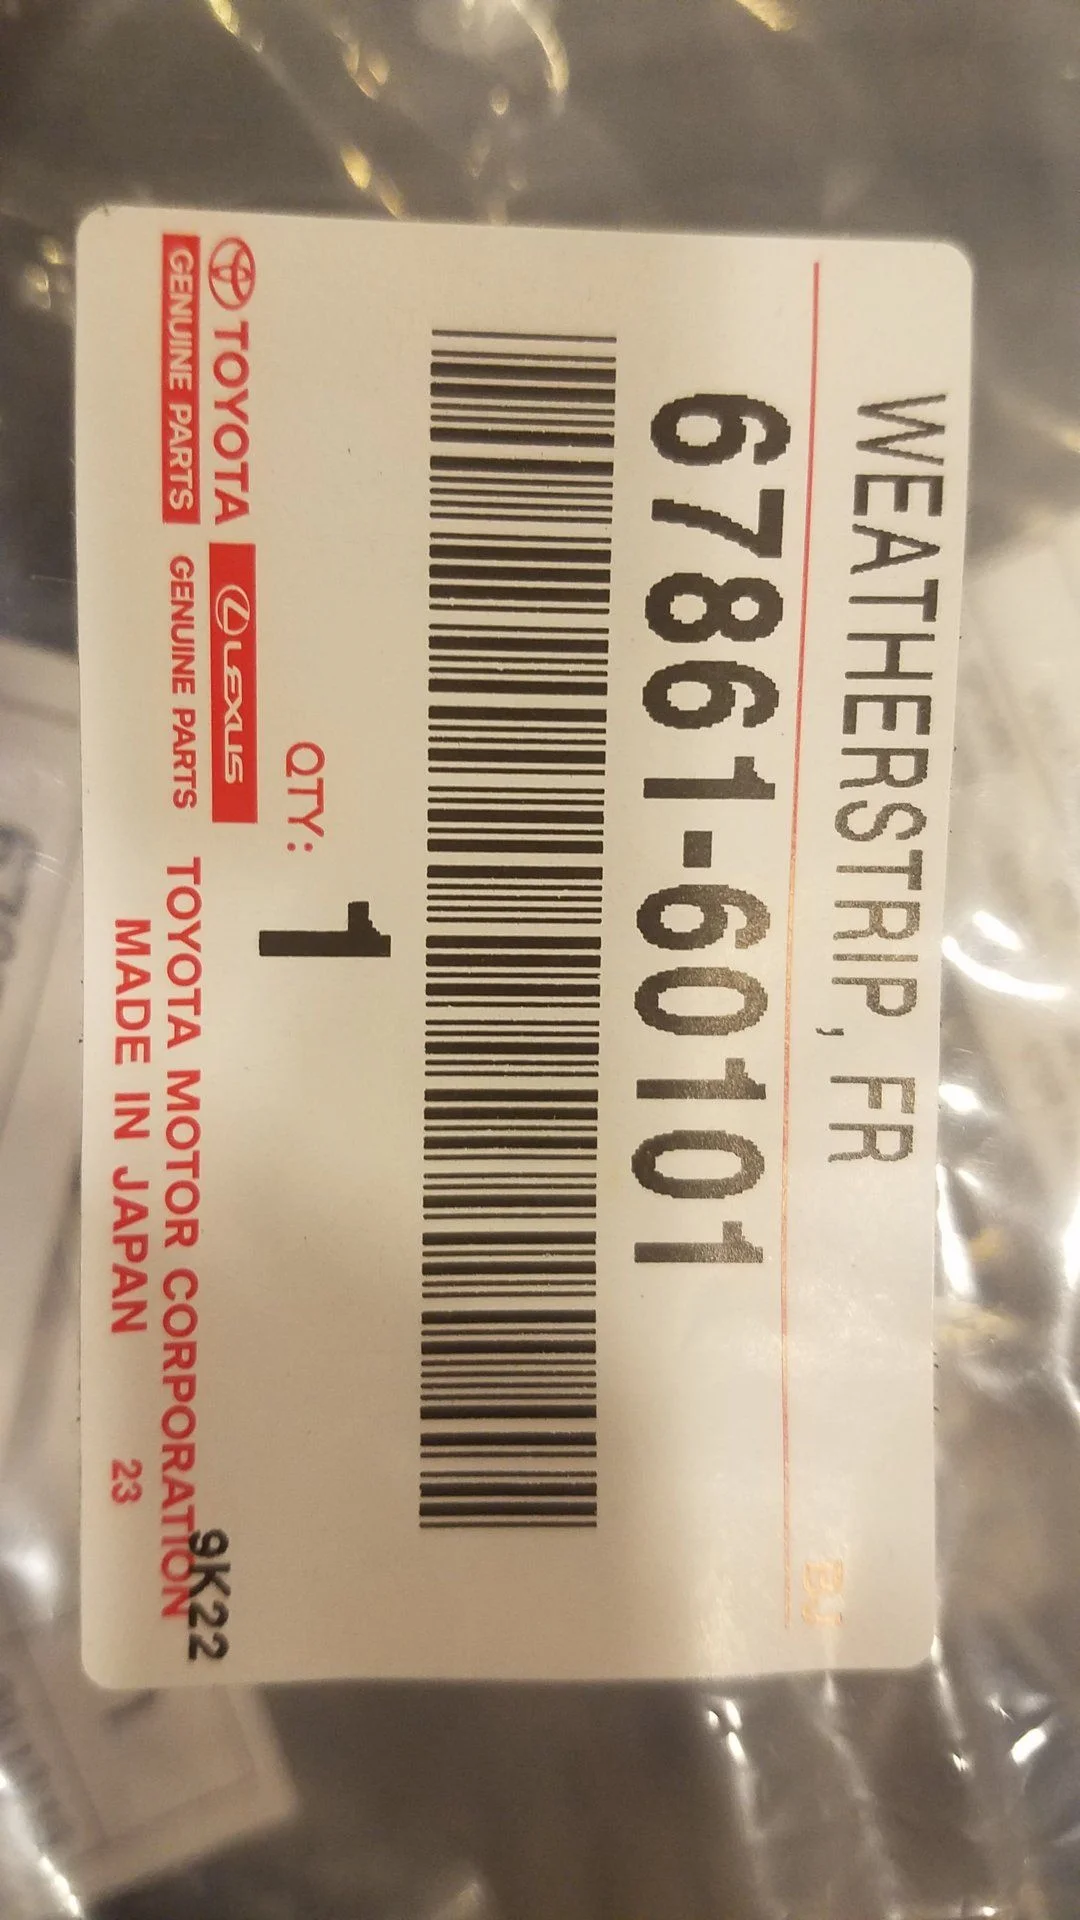 WEATHERSTRIP, FR
BJ
67861-60101
QTY: 1
TOYOTA
GENUINE PARTS
LEXUS
GENUINE PARTS
9K22
TOYOTA MOTOR CORPORATION
MADE IN JAPAN 23